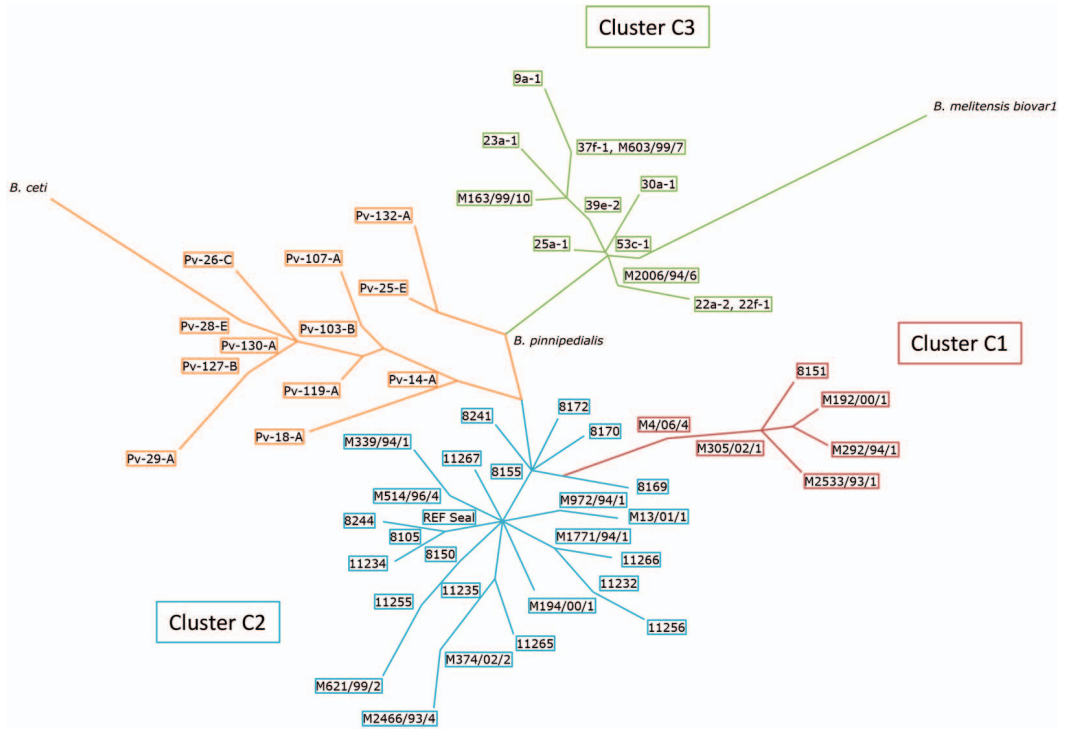 Cluster C3
9a-1
B. melitensis biovar1
23a-1
37f-1, M603/99/7
30a-1
B. ceti
M163/99/10
39e-2
Pv-132-A
25a-1
53c-1
Pv-26-C
Pv-107-A
M2006/94/6
Pv-25-E
22a-2, 22f-1
Pv-28-E
Pv-103-B
B. pinnipedialis
Pv-130-A
Cluster C1
Pv-127-B
8151
Pv-119-A
Pv-14-A
M192/00/1
8241
8172
M4/06/4
Pv-18-A
8170
M339/94/1
M305/02/1
M292/94/1
Pv-29-A
11267
8155
M2533/93/1
8169
M514/96/4
M972/94/1
REF Seal
M13/01/1
8244
8105
M1771/94/1
8150
11266
11234
11232
11235
11255
M194/00/1
Cluster C2
11256
11265
M374/02/2
M621/99/2
M2466/93/4